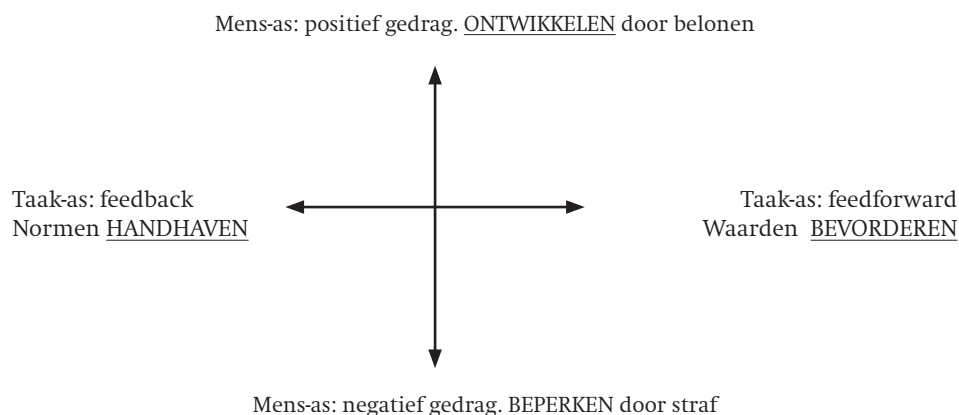 Mens-as: positief gedrag. ONTWIKKELEN door belonen
Taak-as: feedback
Normen HANDHAVEN
Taak-as: feedforward
Waarden BEVORDEREN
Mens-as: negatief gedrag. BEPERKEN door straf